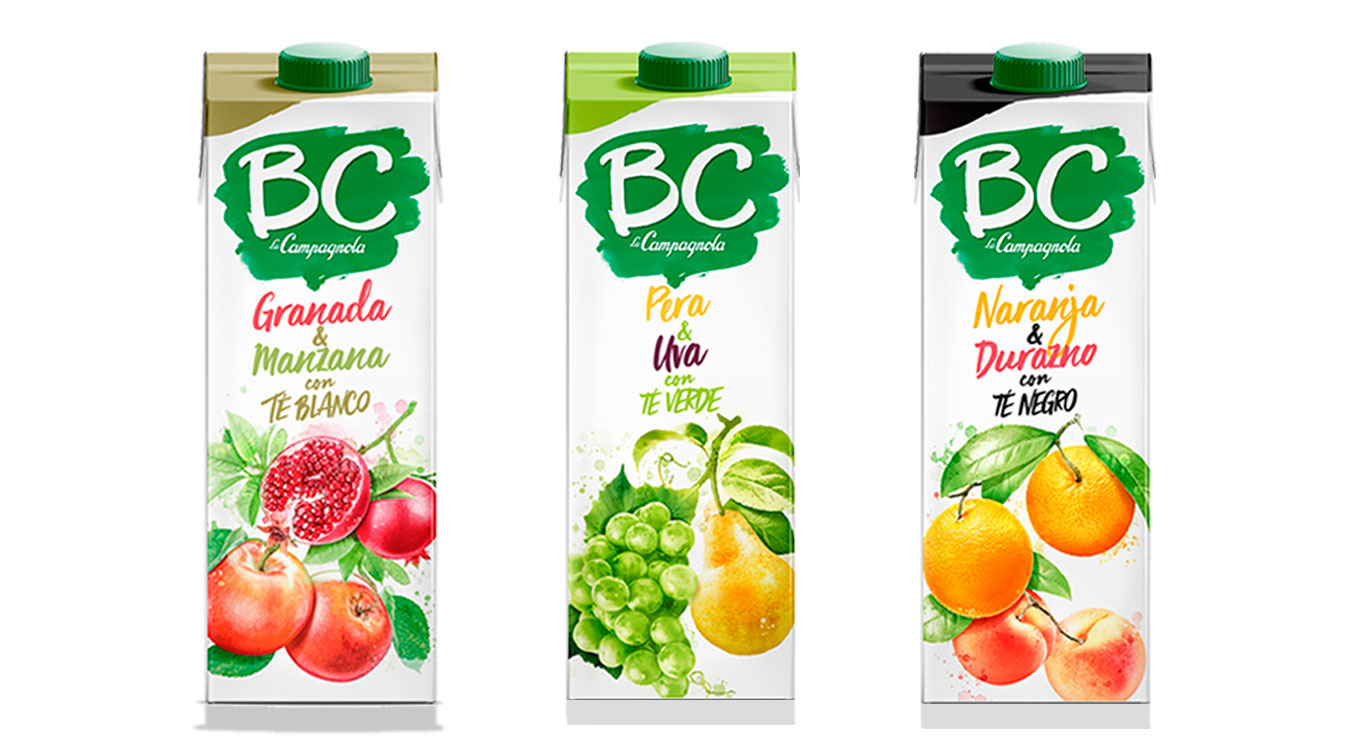 BC
La Campagnola
Granada
&
Manzana
con
TÉ BLANCO
BC
La Campagnola
Pera
&
Uva
con
TÉ VERDE
BC
La Campagnola
Naranja
&
Durazno
con
TÉ NEGRO